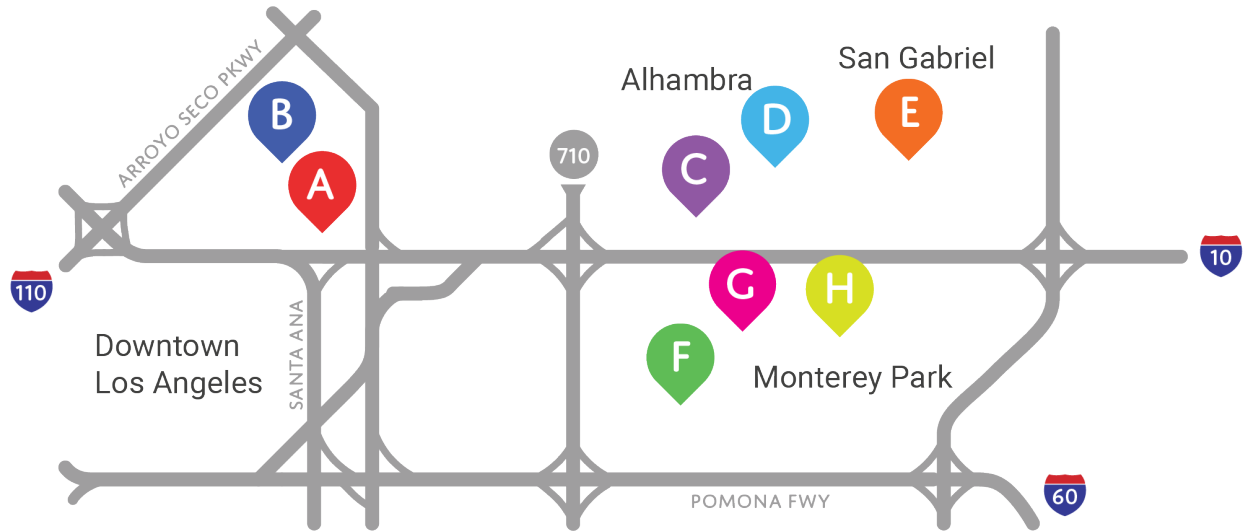 San Gabriel
Alhambra
ARROYO SECO PKWY
B
D
E
710
C
A
10
110
G
H
SANTA ANA
Downtown
Los Angeles
F
Monterey Park
POMONA FWY
60